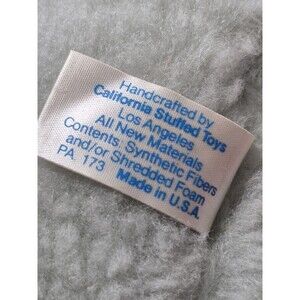 Handcrafted by
California Stuffed Toys
Los Angeles
All New Materials
Contents, Synthetic Fibers
and/or Shredded Foam
PA. 173 Made in U.S.A.